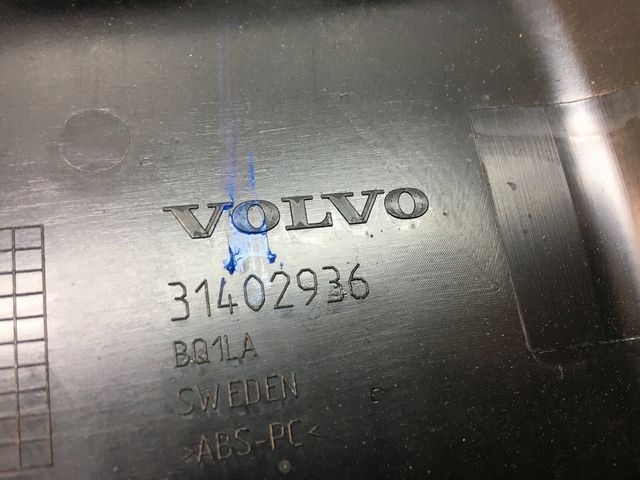 VOLVO
31402936
BQ1LA
SWEDEN
>ABS-PC<